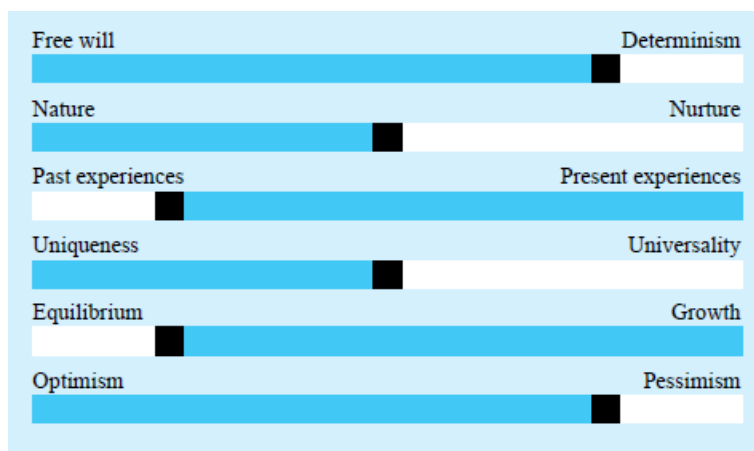 Free will Determinism
Nature Nurture
Past experiences Present experiences
Uniqueness Universality
Equilibrium Growth
Optimism Pessimism